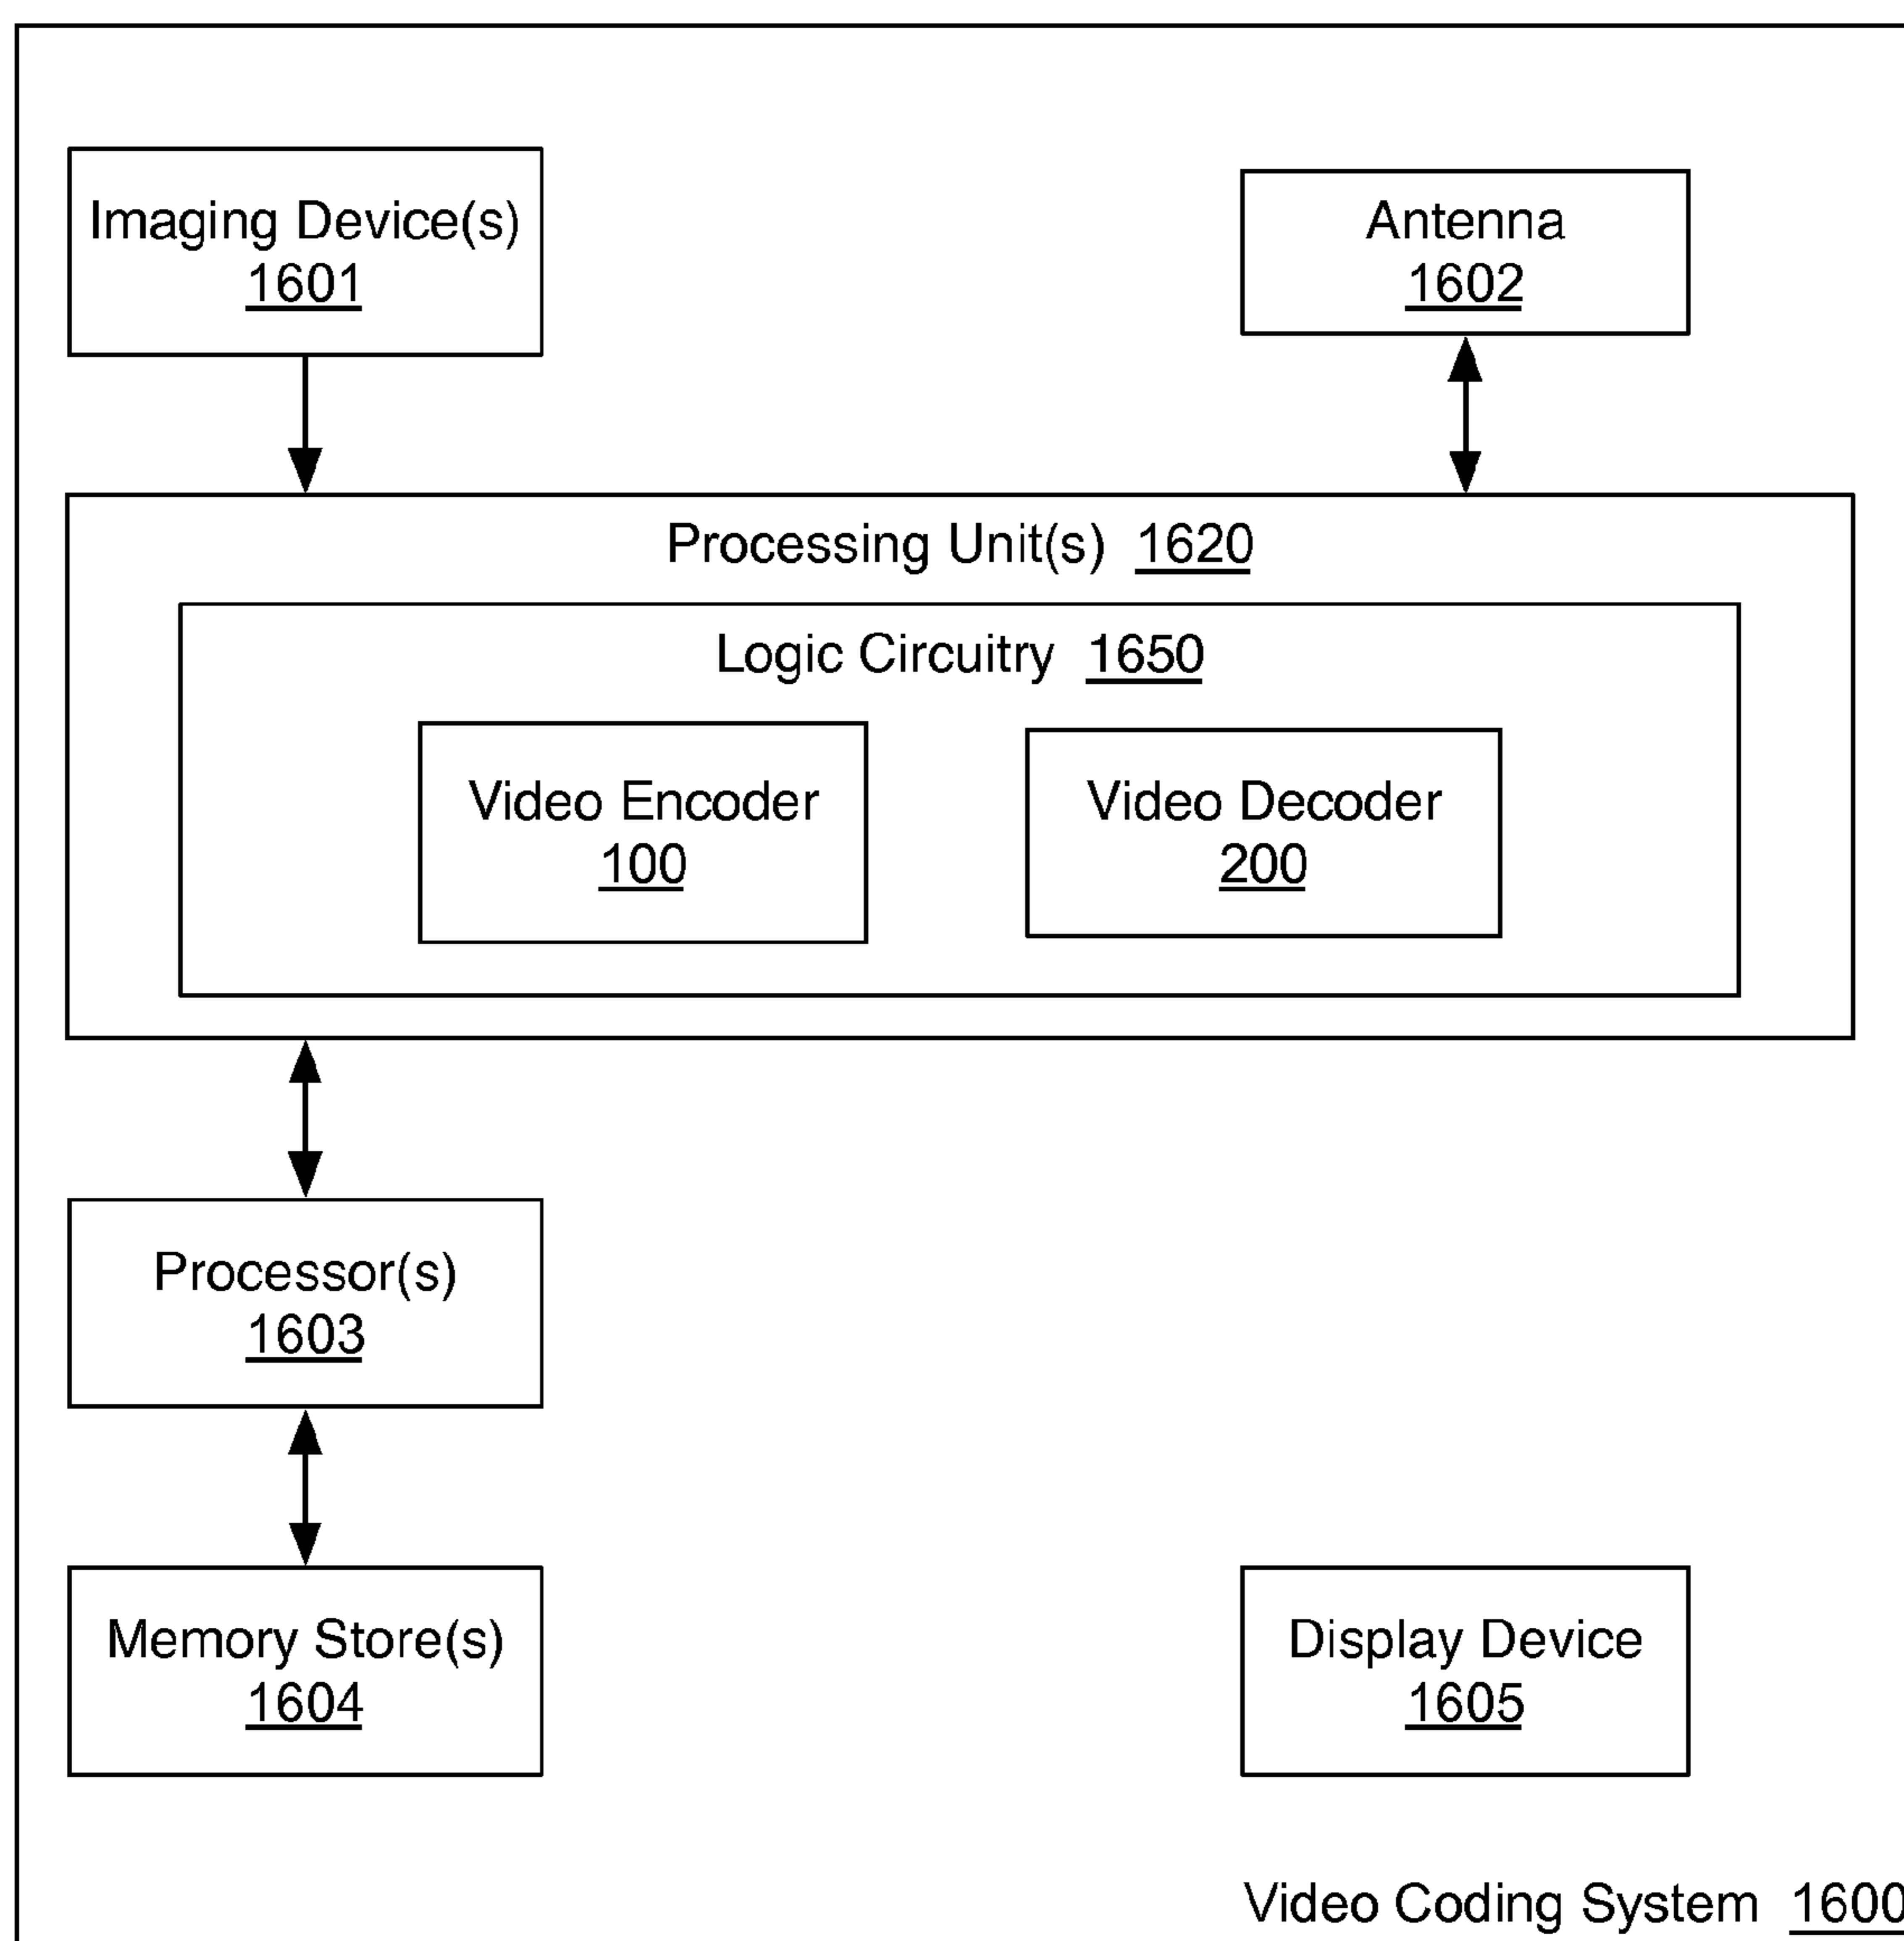 Imaging Device(s)
1601
Antenna
1602
Processing Unit(s) 1620
Logic Circuitry 1650
Video Encoder
100
Video Decoder
200
Processor(s)
1603
Memory Store(s)
1604
Display Device
1605
Video Coding System 1600